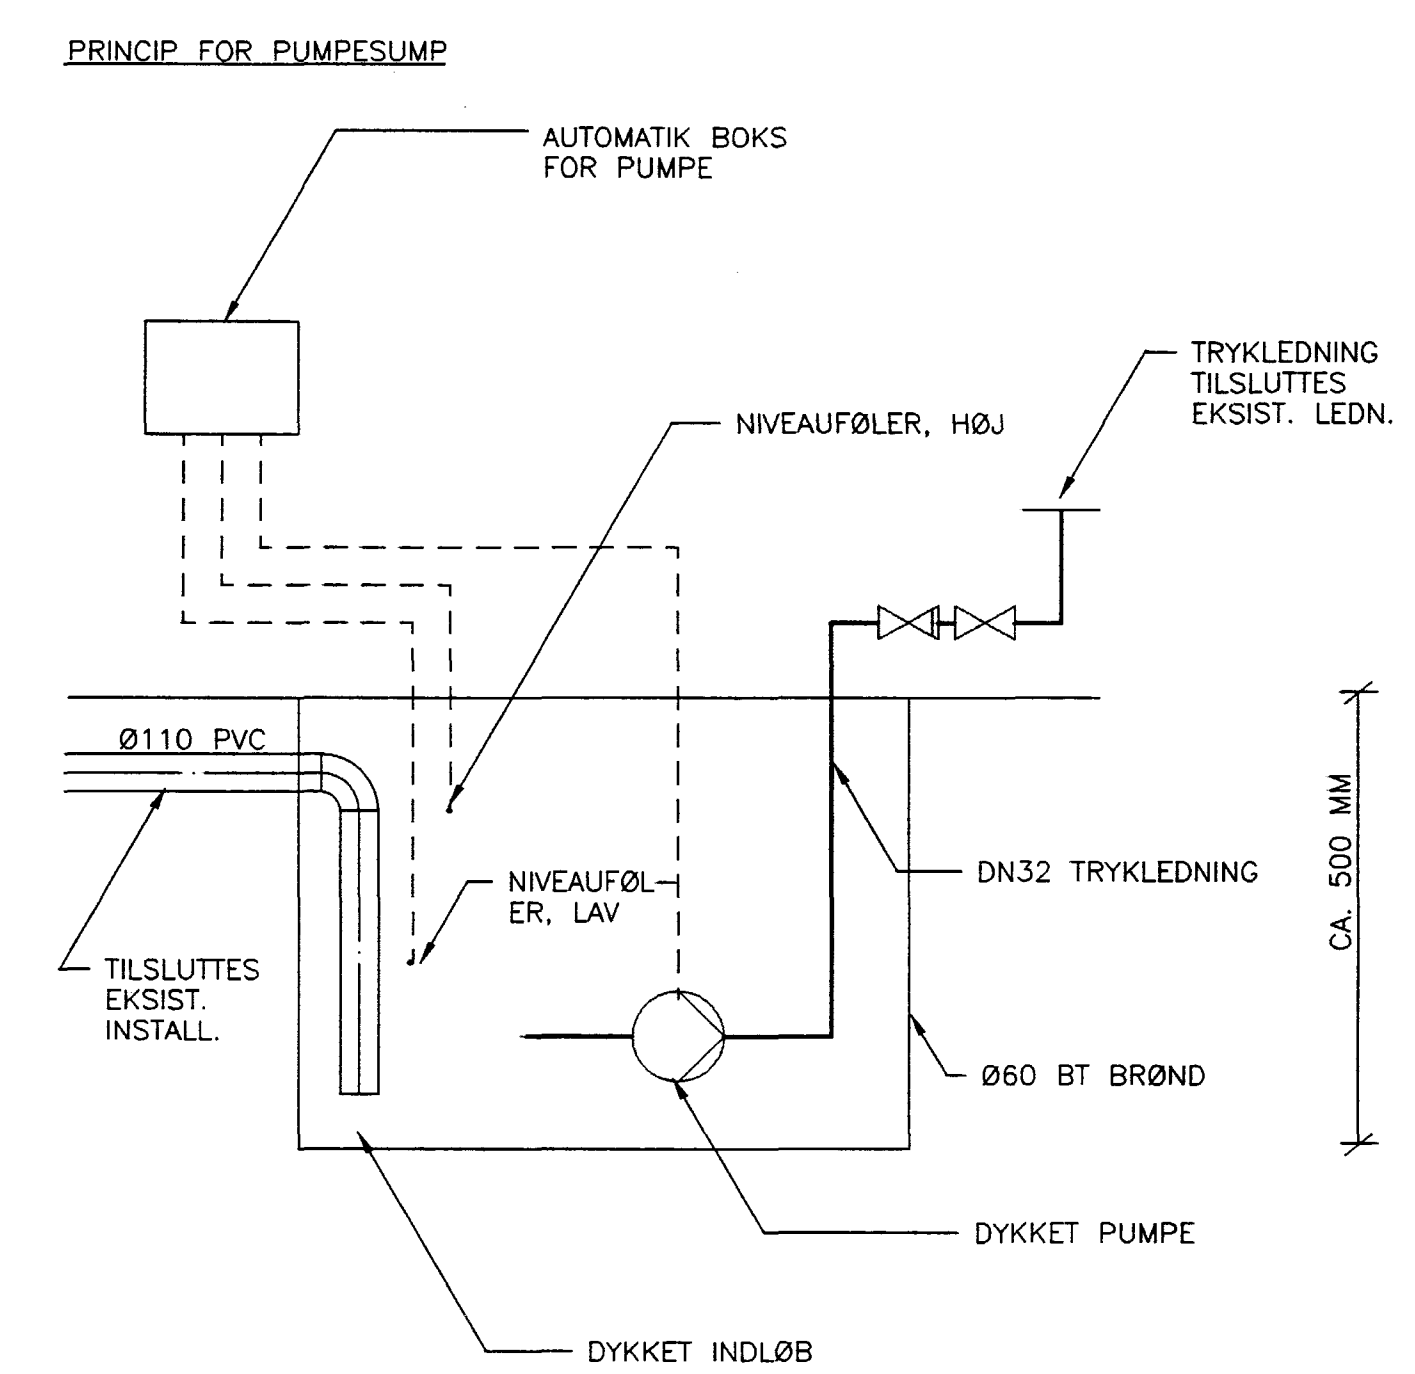 PRINCIP FOR PUMPESUMP
AUTOMATIK BOKS
FOR PUMPE
TRYKLEDNING
TILSLUTTES
EKSIST. LEDN.
NIVEAUFØLER, HØJ
Ø110 PVC
CA. 500 MM
DN32 TRYKLEDNING
NIVEAUFØL-
ER, LAV
TILSLUTTES
EKSIST.
INSTALL.
Ø60 BT BRØND
DYKKET PUMPE
DYKKET INDLØB